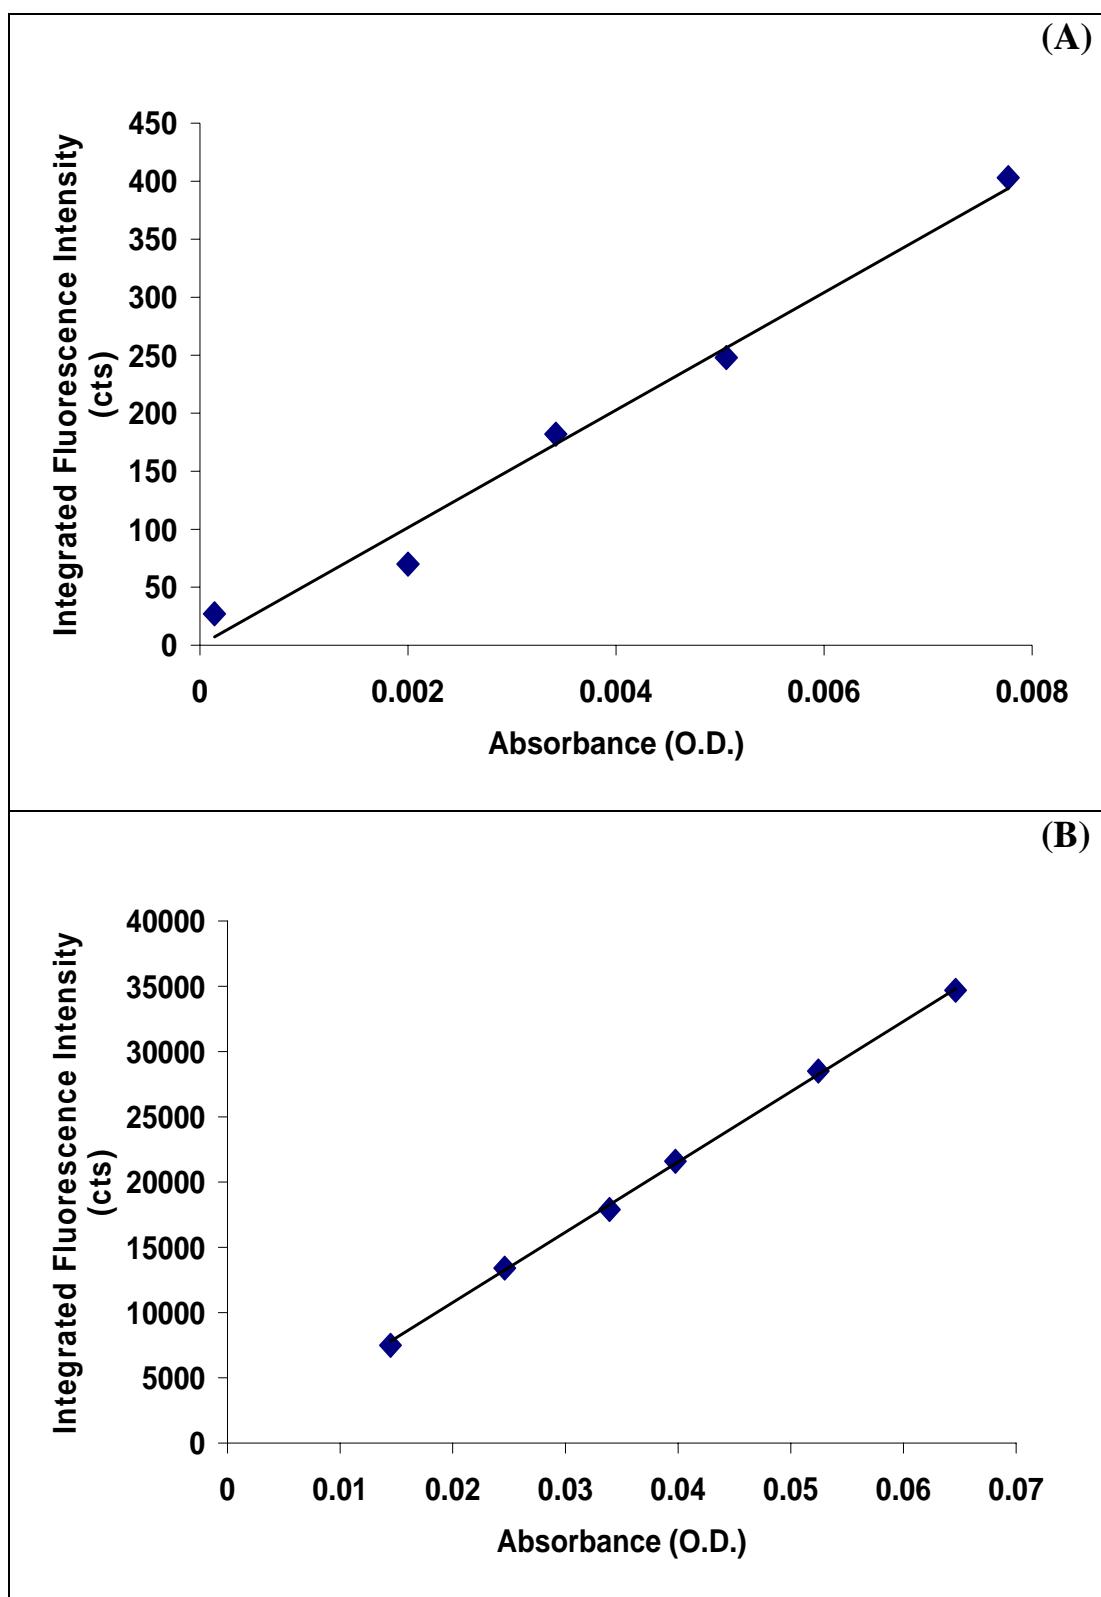 (A)
Integrated Fluorescence Intensity
(cts)
450
400
350
300
250
200
150
100
50
0
0 0.002 0.004 0.006 0.008
Absorbance (O.D.)
(B)
Integrated Fluorescence Intensity
(cts)
40000
35000
30000
25000
20000
15000
10000
5000
0
0 0.01 0.02 0.03 0.04 0.05 0.06 0.07
Absorbance (O.D.)